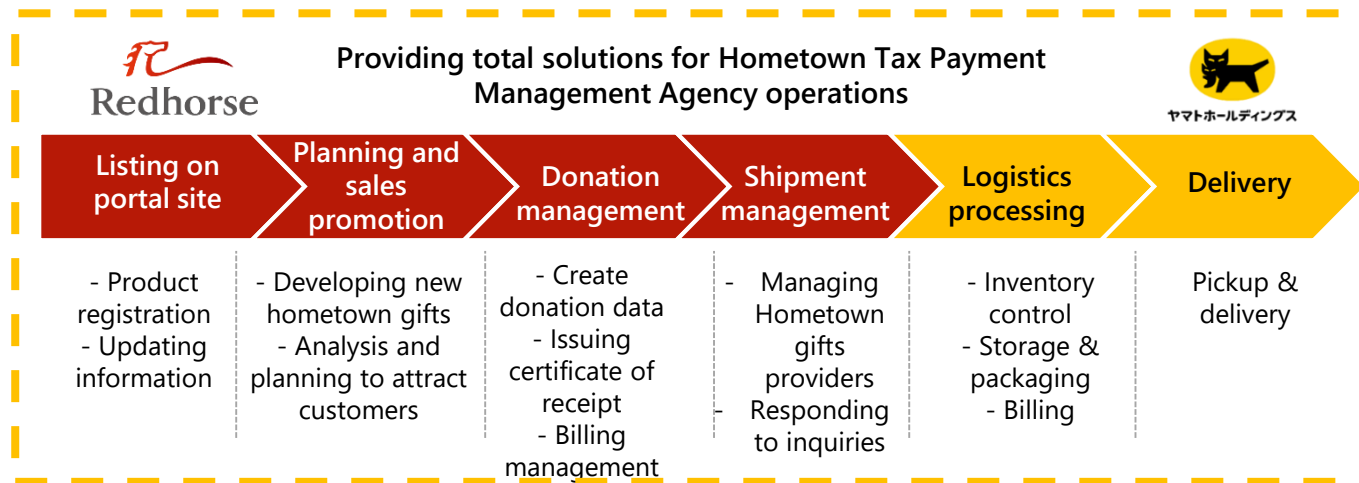 Redhorse
Providing total solutions for Hometown Tax Payment
Management Agency operations
ヤマトホールディングス
Listing on
portal site
Planning and
sales
promotion
Donation
management
Shipment
management
Logistics
processing
Delivery
- Product
registration
- Updating
information
- Developing new
hometown gifts
- Analysis and
planning to attract
customers
- Create
donation data
- Issuing
certificate of
receipt
- Billing
management
- Managing
Hometown
gifts
providers
- Responding
to inquiries
- Inventory
control
- Storage &
packaging
- Billing
Pickup &
delivery